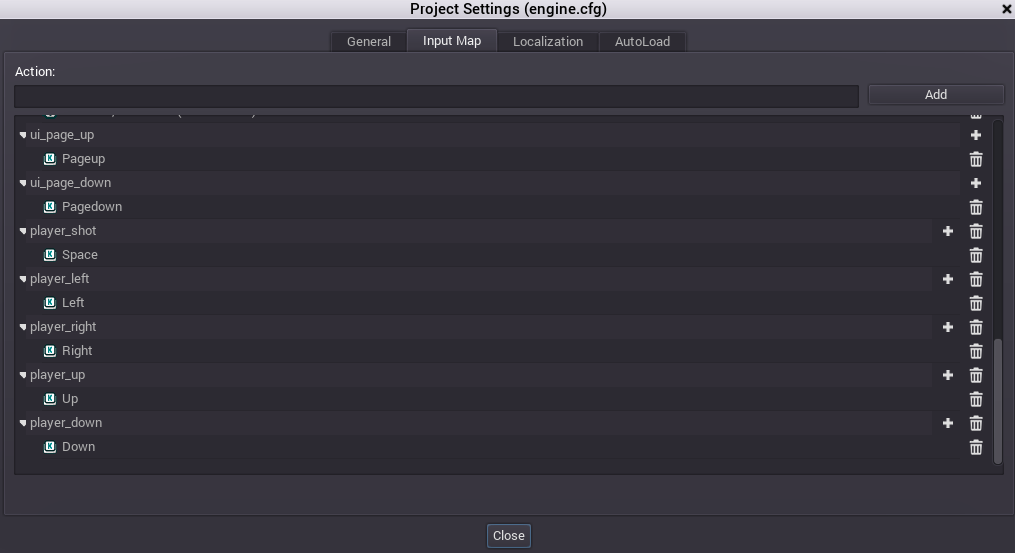 Project Settings (engine.cfg)
General Input Map Localization AutoLoad
Action:
Add
ui_page_up
Pageup
ui_page_down
Pagedown
player_shot
Space
player_left
Left
player_right
Right
player_up
Up
player_down
Down
Close